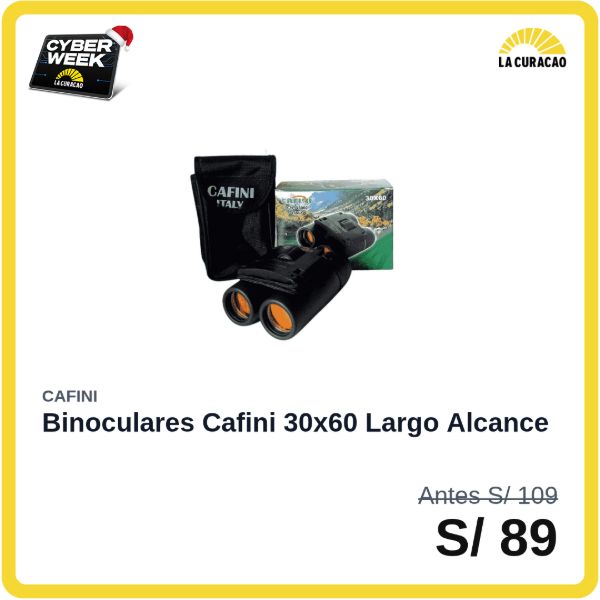 CYBER
WEEK
LA CURACAO
LA CURACAO
CAFINI
ITALY
30X60
CAFINI
Binoculares Cafini 30x60 Largo Alcance
Antes S/ 109
S/ 89